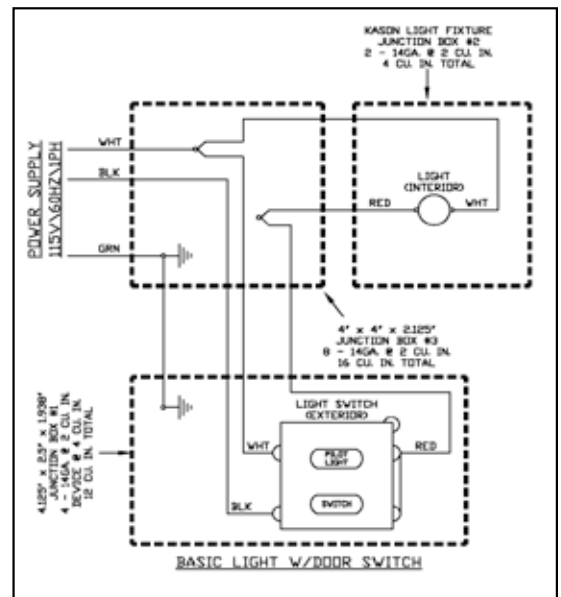 KASON LIGHT FIXTURE
JUNCTION BOX #2
2 - 14GA. @ 2 CU. IN.
4 CU. IN. TOTAL
POWER SUPPLY
115V\60HZ\1PH
WHT
BLK
GRN
LIGHT
(INTERIOR)
RED
WHT
4" x 4" x 2.125"
JUNCTION BOX #3
8 - 14GA. @ 2 CU. IN.
16 CU. IN. TOTAL
4.125" x 2.5" x 1.938"
JUNCTION BOX #1
4 - 14GA. @ 2 CU. IN.
DEVICE @ 4 CU. IN.
12 CU. IN. TOTAL
LIGHT SWITCH
(EXTERIOR)
WHT
PILOT
LIGHT
RED
BLK
SWITCH
BASIC LIGHT W/DOOR SWITCH